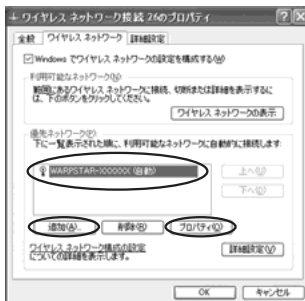 ワイヤレス ネットワーク接続 26のプロパティ
全般 ワイヤレス ネットワーク 詳細設定
Windows でワイヤレス ネットワークの設定を構成する(W)
利用可能なネットワーク(N)
範囲にあるワイヤレス ネットワークに接続、切断または詳細を表示するに
は、下のボタンをクリックしてください。
ワイヤレス ネットワークの表示
優先ネットワーク(P)
下に一覧表示された順に、利用可能なネットワークに自動的に接続します:
WARPSTAR-XXXXXX (自動)
上へ(U)
下へ(D)
追加(A)... 削除(R) プロパティ(O)
ワイヤレス ネットワーク構成の設定
についての詳細を表示します。
詳細設定(V)
OK キャンセル